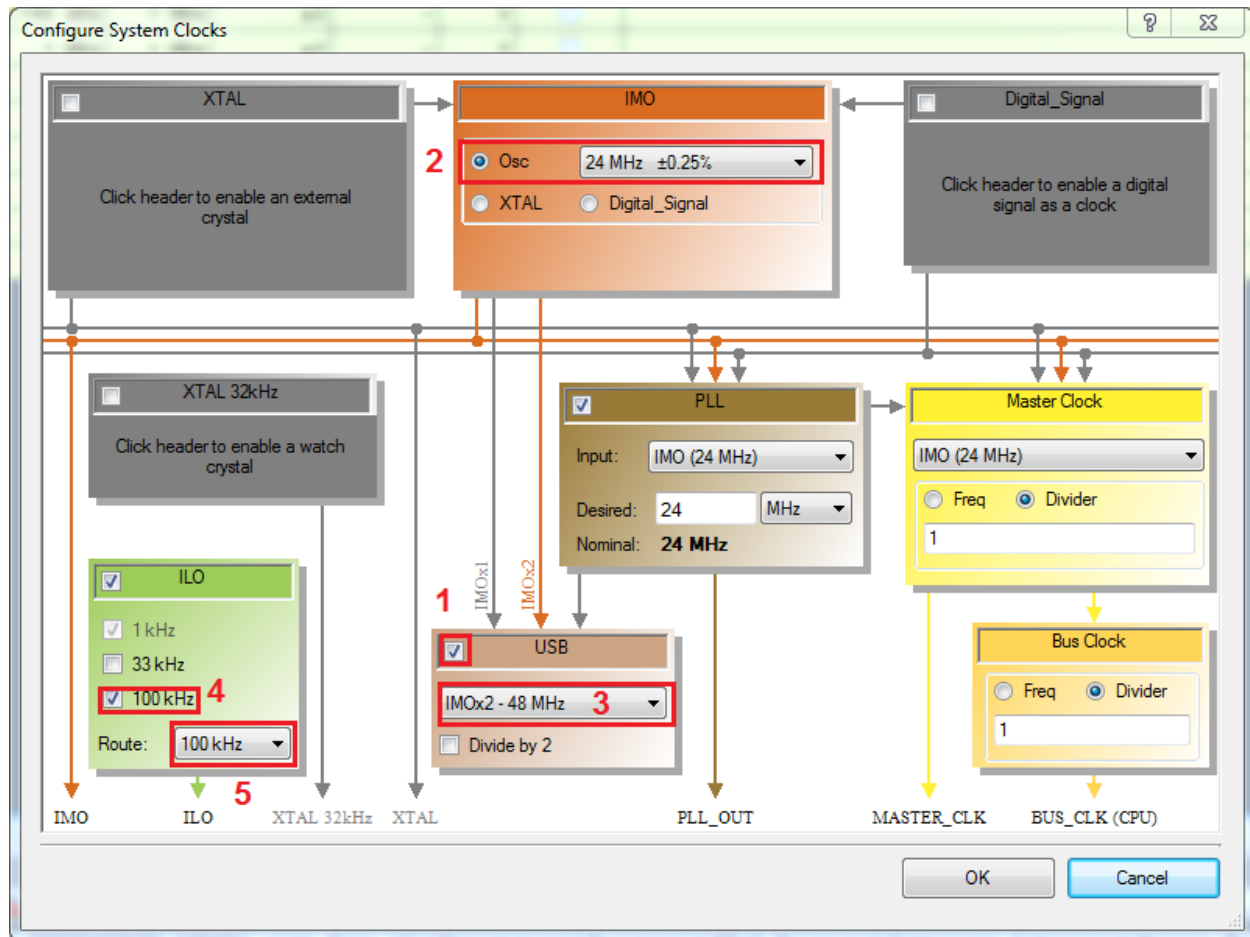 Configure System Clocks
XTAL
Click header to enable an external
crystal
IMO
2
Osc
24 MHz ±0.25%
XTAL
Digital_Signal
Digital_Signal
Click header to enable a digital
signal as a clock
XTAL 32kHz
Click header to enable a watch
crystal
PLL
Input:
IMO (24 MHz)
Desired:
24
MHz
Nominal:
24 MHz
Master Clock
IMO (24 MHz)
Freq
Divider
1
ILO
1 kHz
33 kHz
100 kHz
4
Route:
100 kHz
5
IMOx1
IMOx2
1
USB
IMOx2 - 48 MHz
3
Divide by 2
Bus Clock
Freq
Divider
1
IMO
ILO
XTAL 32kHz
XTAL
PLL_OUT
MASTER_CLK
BUS_CLK (CPU)
OK
Cancel